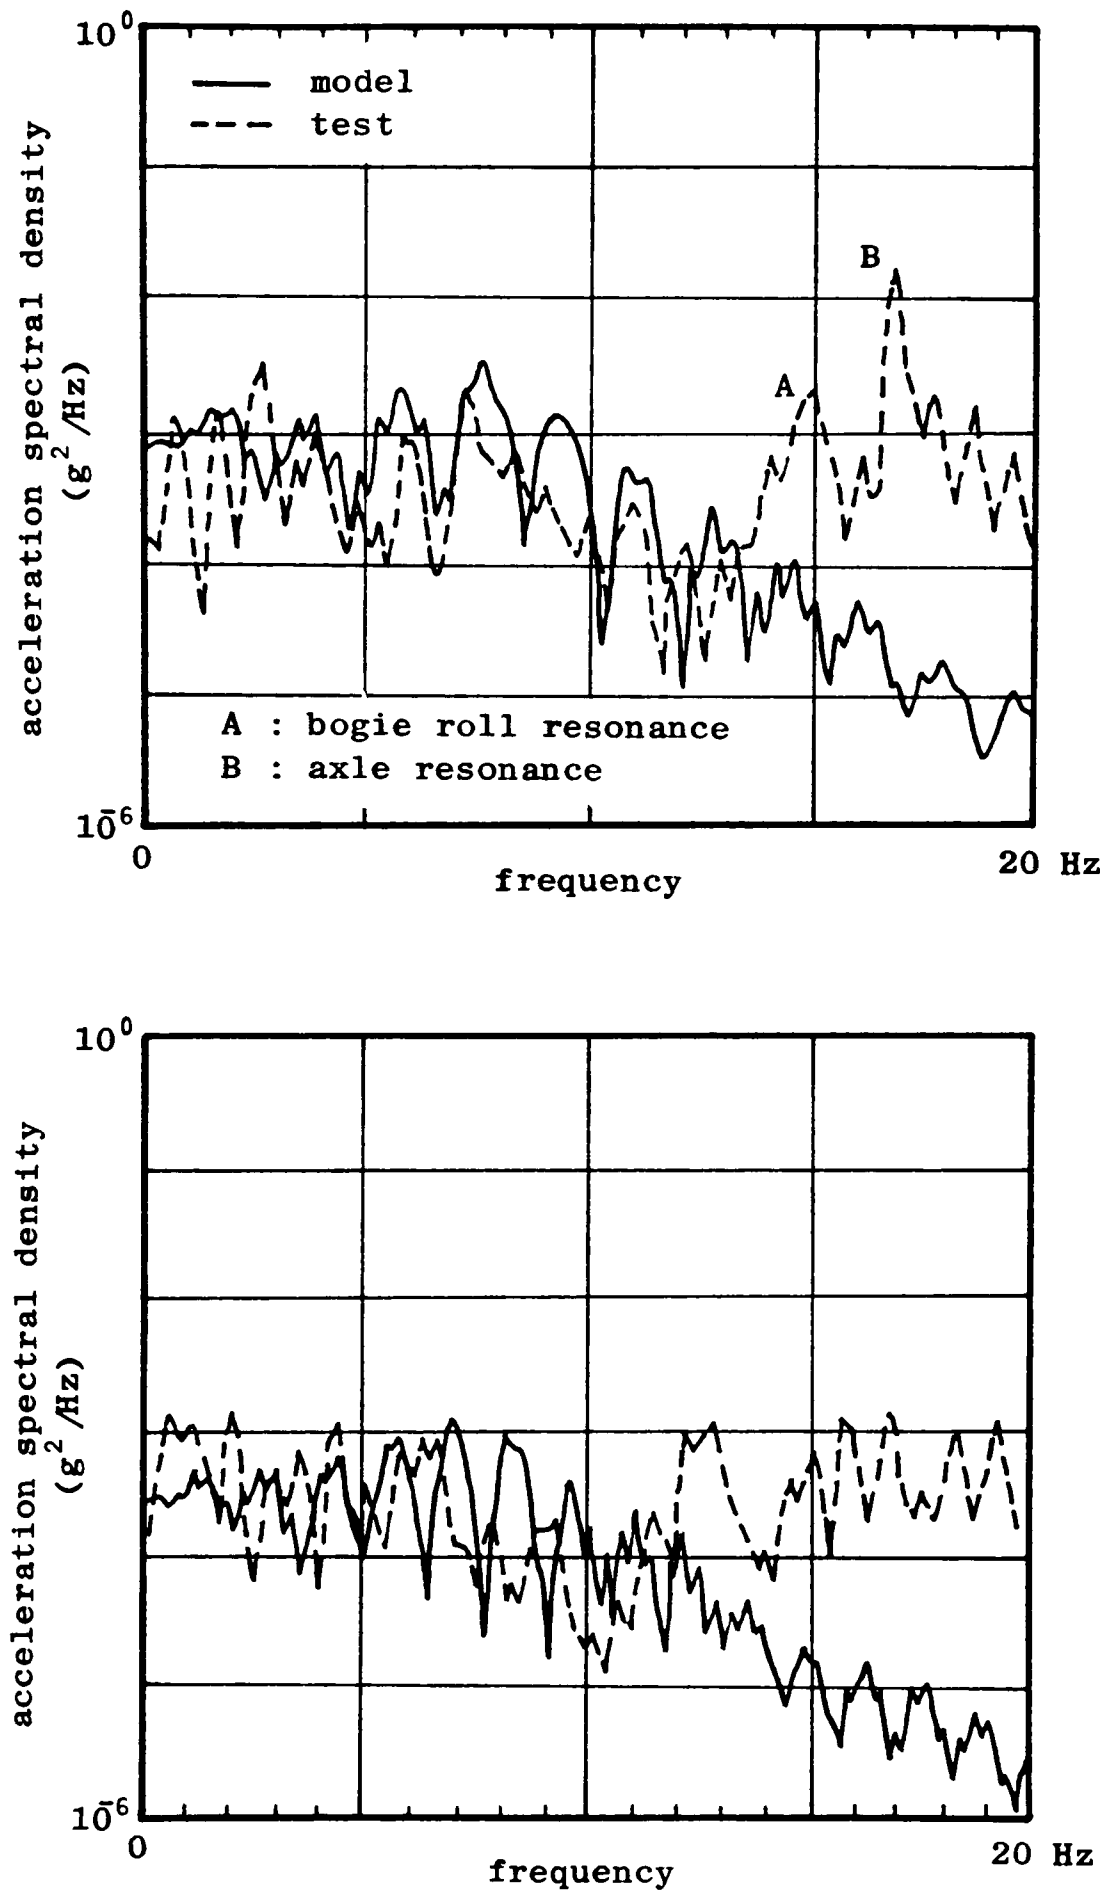 10⁰
model
test
acceleration spectral density
(g²/Hz)
B
A
A : bogie roll resonance
B : axle resonance
10⁻⁶
0
20 Hz
frequency
10⁰
acceleration spectral density
(g²/Hz)
10⁻⁶
0
20 Hz
frequency